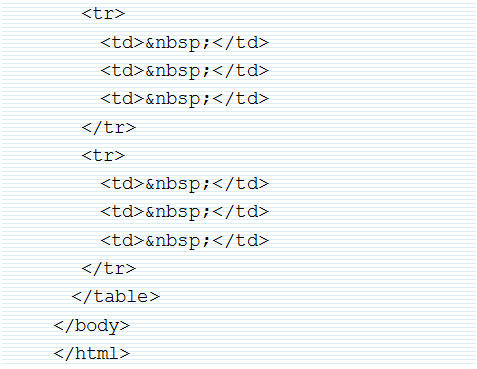 <tr>
<td>&nbsp;</td>
<td>&nbsp;</td>
<td>&nbsp;</td>
</tr>
<tr>
<td>&nbsp;</td>
<td>&nbsp;</td>
<td>&nbsp;</td>
</tr>
</table>
</body>
</html>